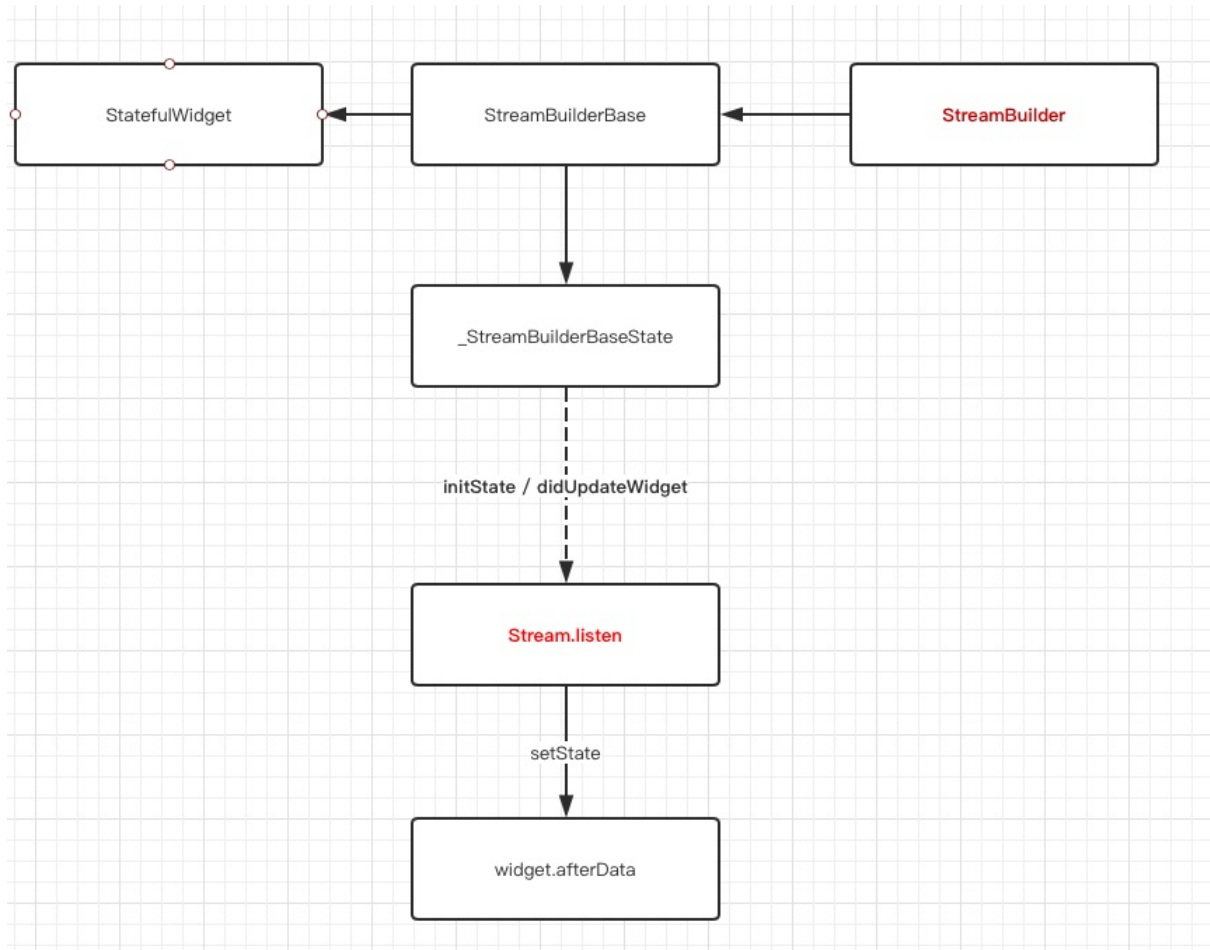 StatefulWidget
StreamBuilderBase
StreamBuilder
_StreamBuilderBaseState
initState / didUpdateWidget
Stream.listen
setState
widget.afterData